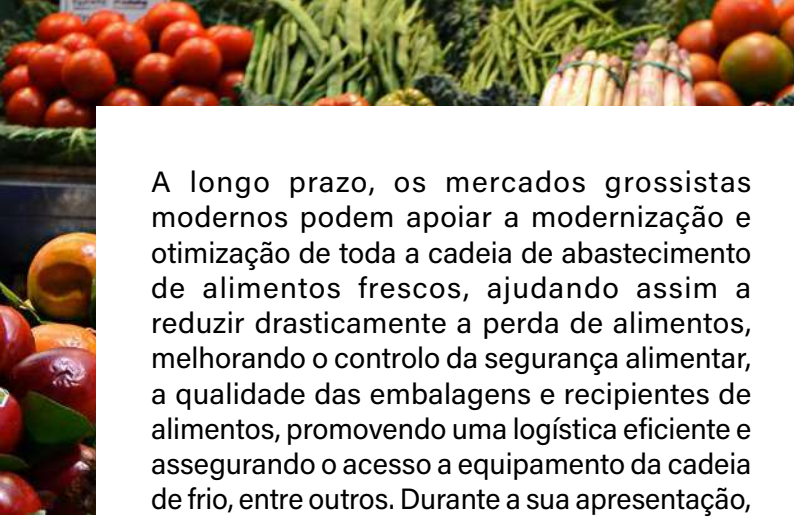 A longo prazo, os mercados grossistas
modernos podem apoiar a modernização e
otimização de toda a cadeia de abastecimento
de alimentos frescos, ajudando assim a
reduzir drasticamente a perda de alimentos,
melhorando o controlo da segurança alimentar,
a qualidade das embalagens e recipientes de
alimentos, promovendo uma logística eficiente e
assegurando o acesso a equipamento da cadeia
de frio, entre outros. Durante a sua apresentação,